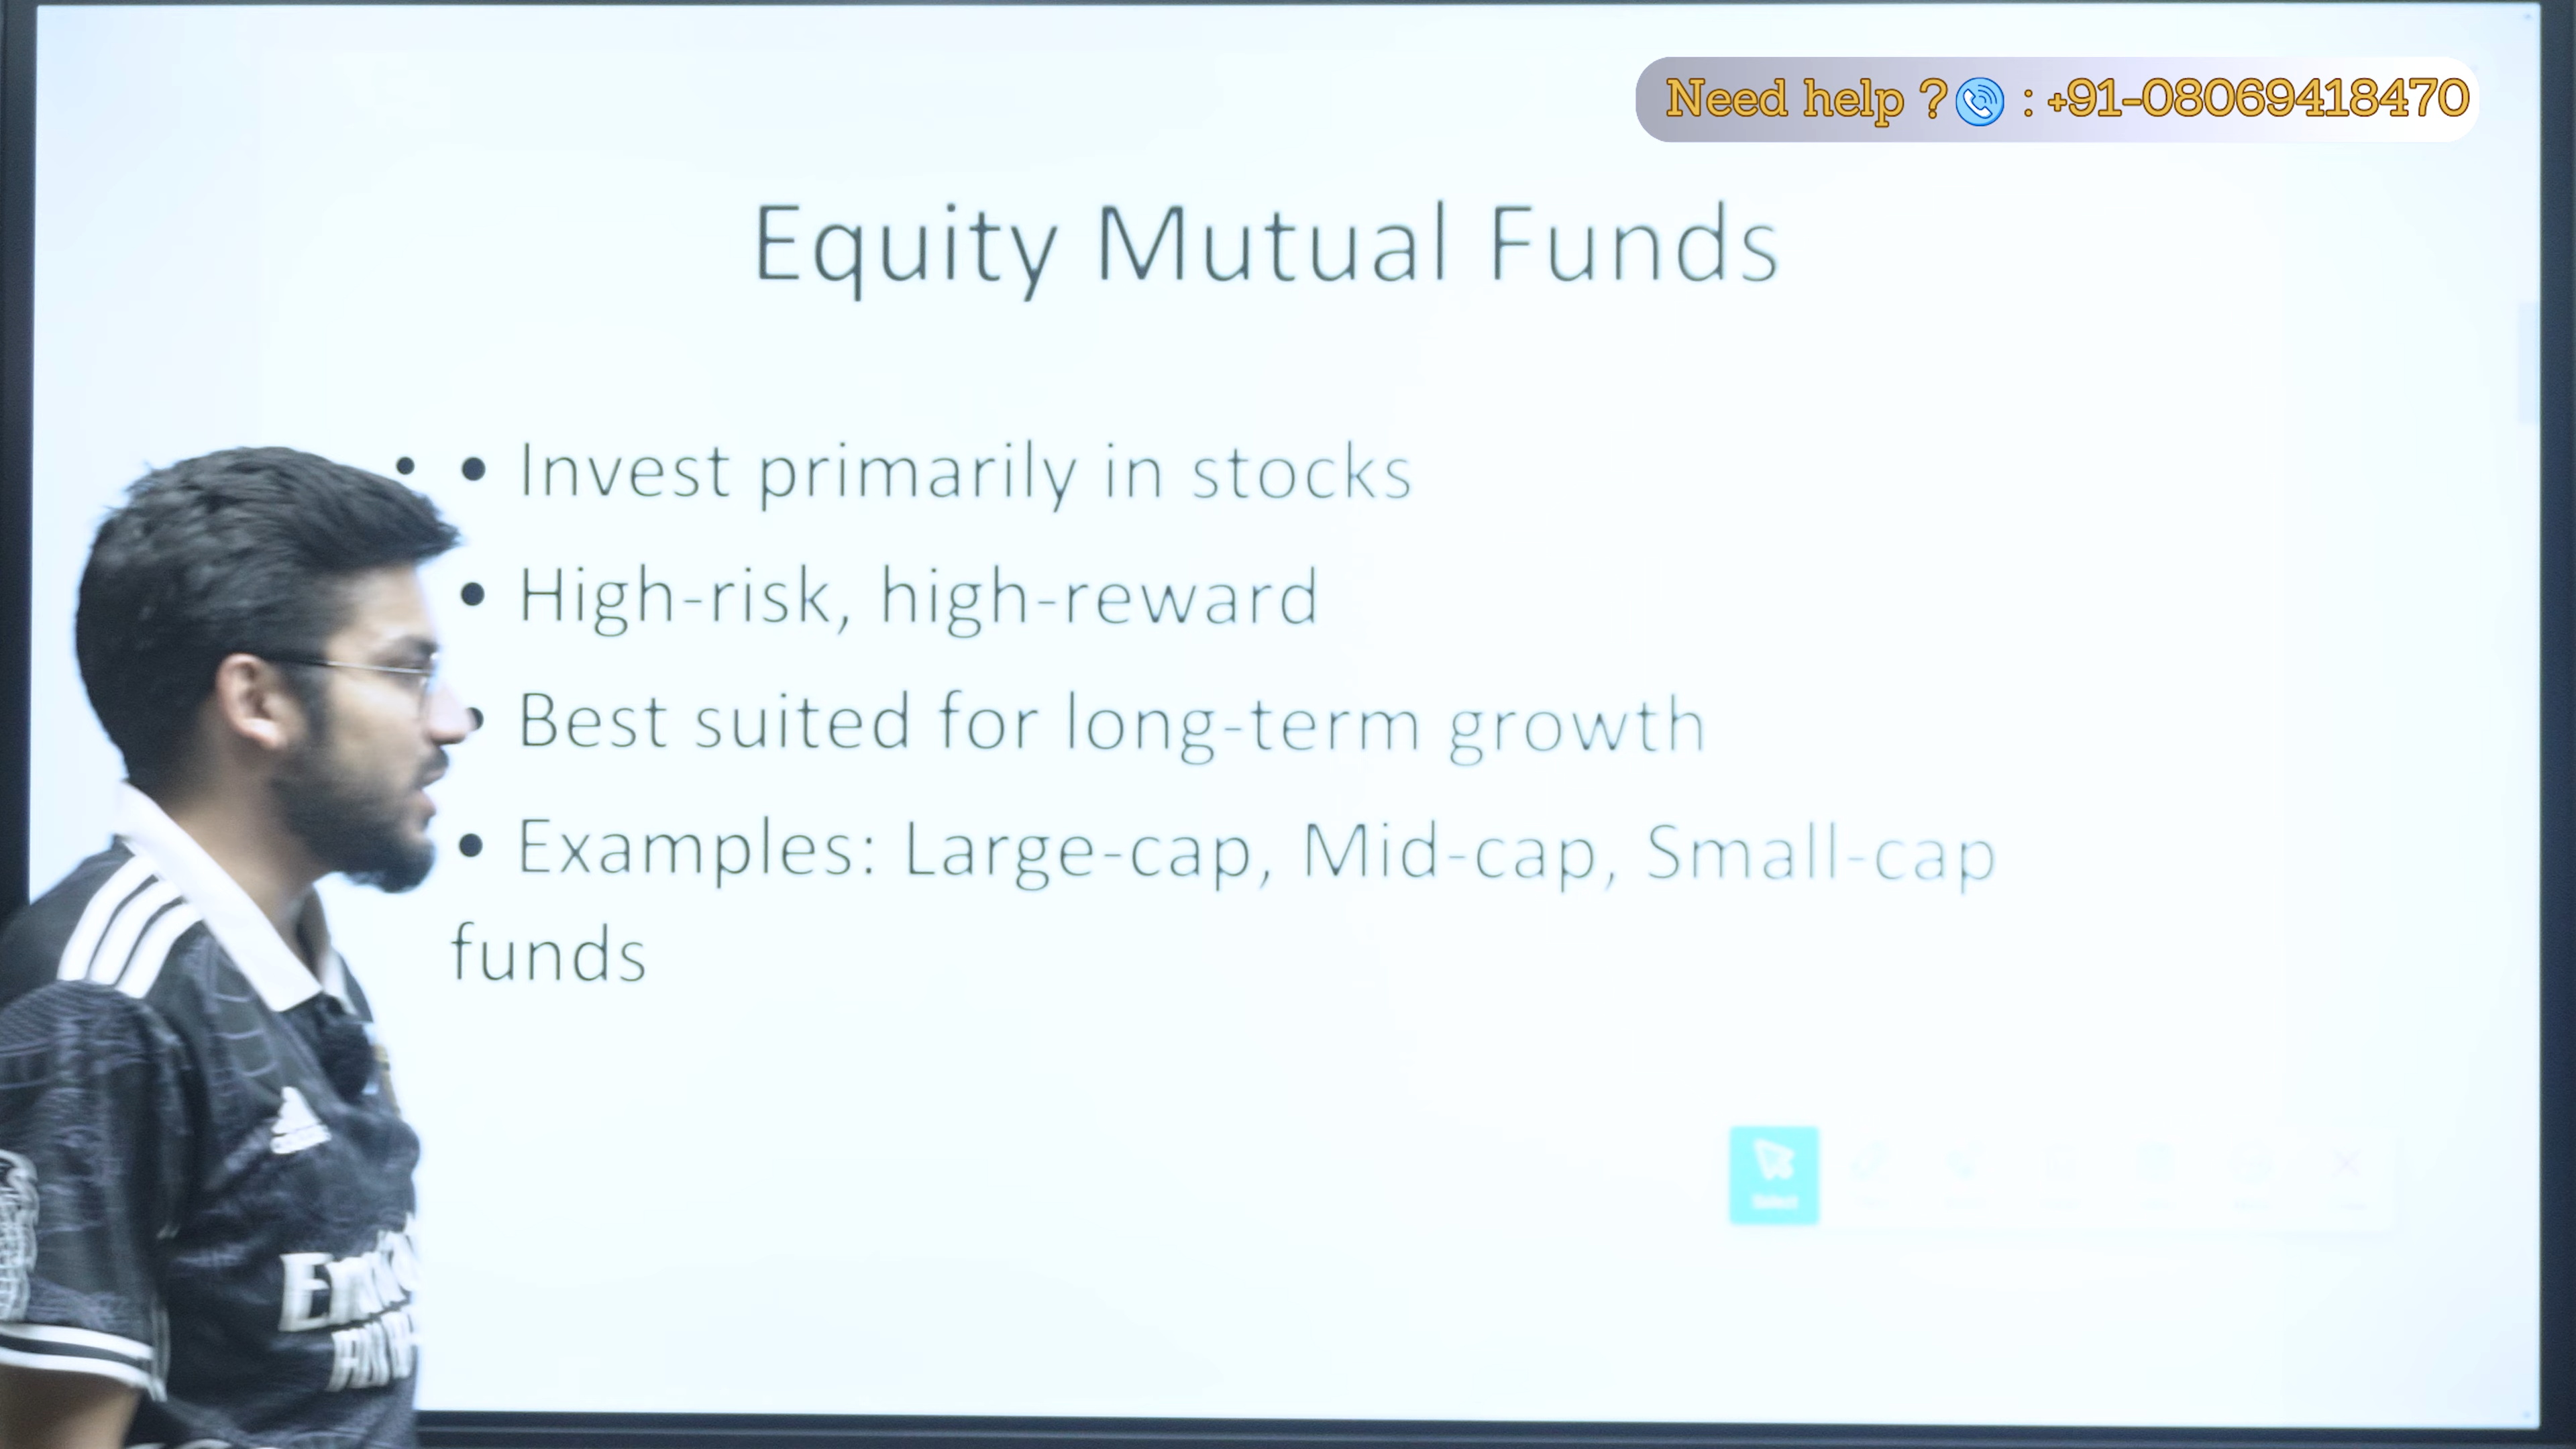 Need help ? : +91-08069418470
Equity Mutual Funds
• • Invest primarily in stocks
• High-risk, high-reward
• Best suited for long-term growth
• Examples: Large-cap, Mid-cap, Small-cap
funds
Select